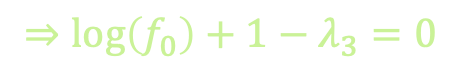 ⇒ log(f₀) + 1 − λ₃ = 0